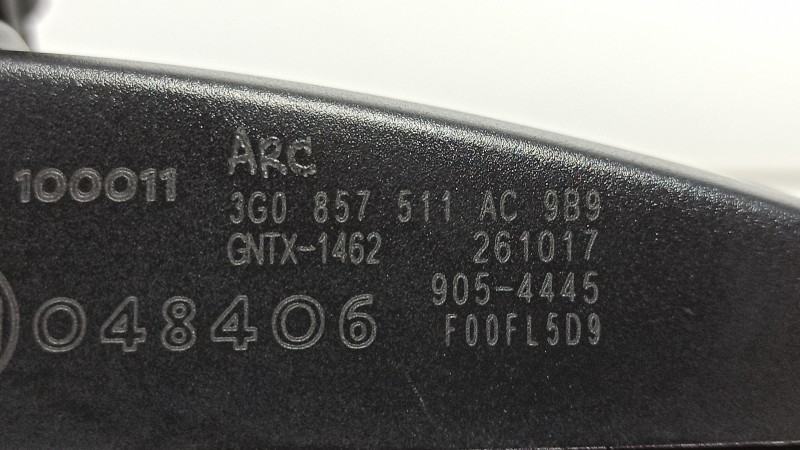 ARC
100011
3G0 857 511 AC 9B9
GNTX-1462 261017
905-4445
048406
F00FL5D9